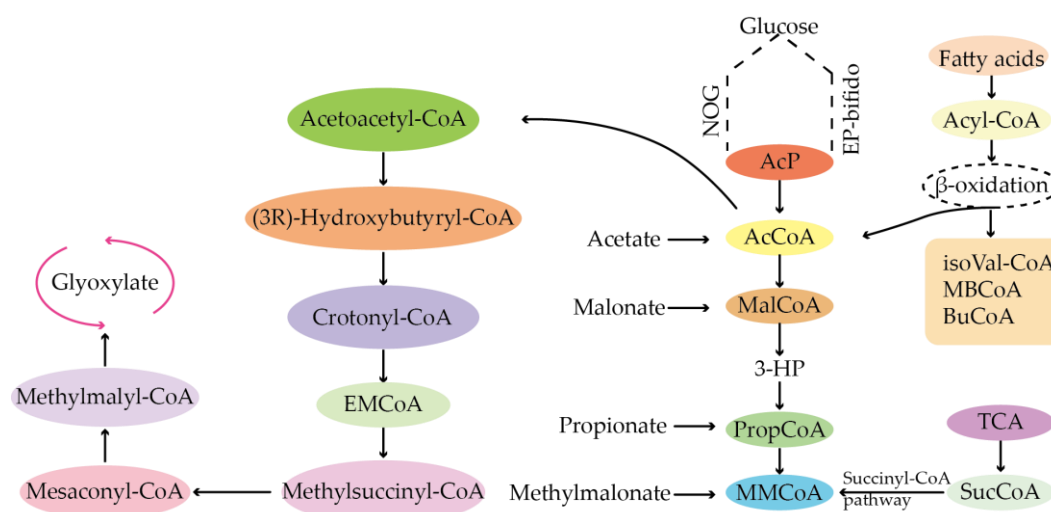 Glucose
NOG
EP-bifido
Fatty acids
Acetoacetyl-CoA
Acyl-CoA
AcP
β-oxidation
(3R)-Hydroxybutyryl-CoA
Acetate
AcCoA
isoVal-CoA
MBCoA
BuCoA
Glyoxylate
Crotonyl-CoA
Malonate
MalCoA
3-HP
Methylmalyl-CoA
EMCoA
Propionate
PropCoA
TCA
Mesaconyl-CoA
Methylsuccinyl-CoA
Methylmalonate
MMCoA
Succinyl-CoA
pathway
SucCoA